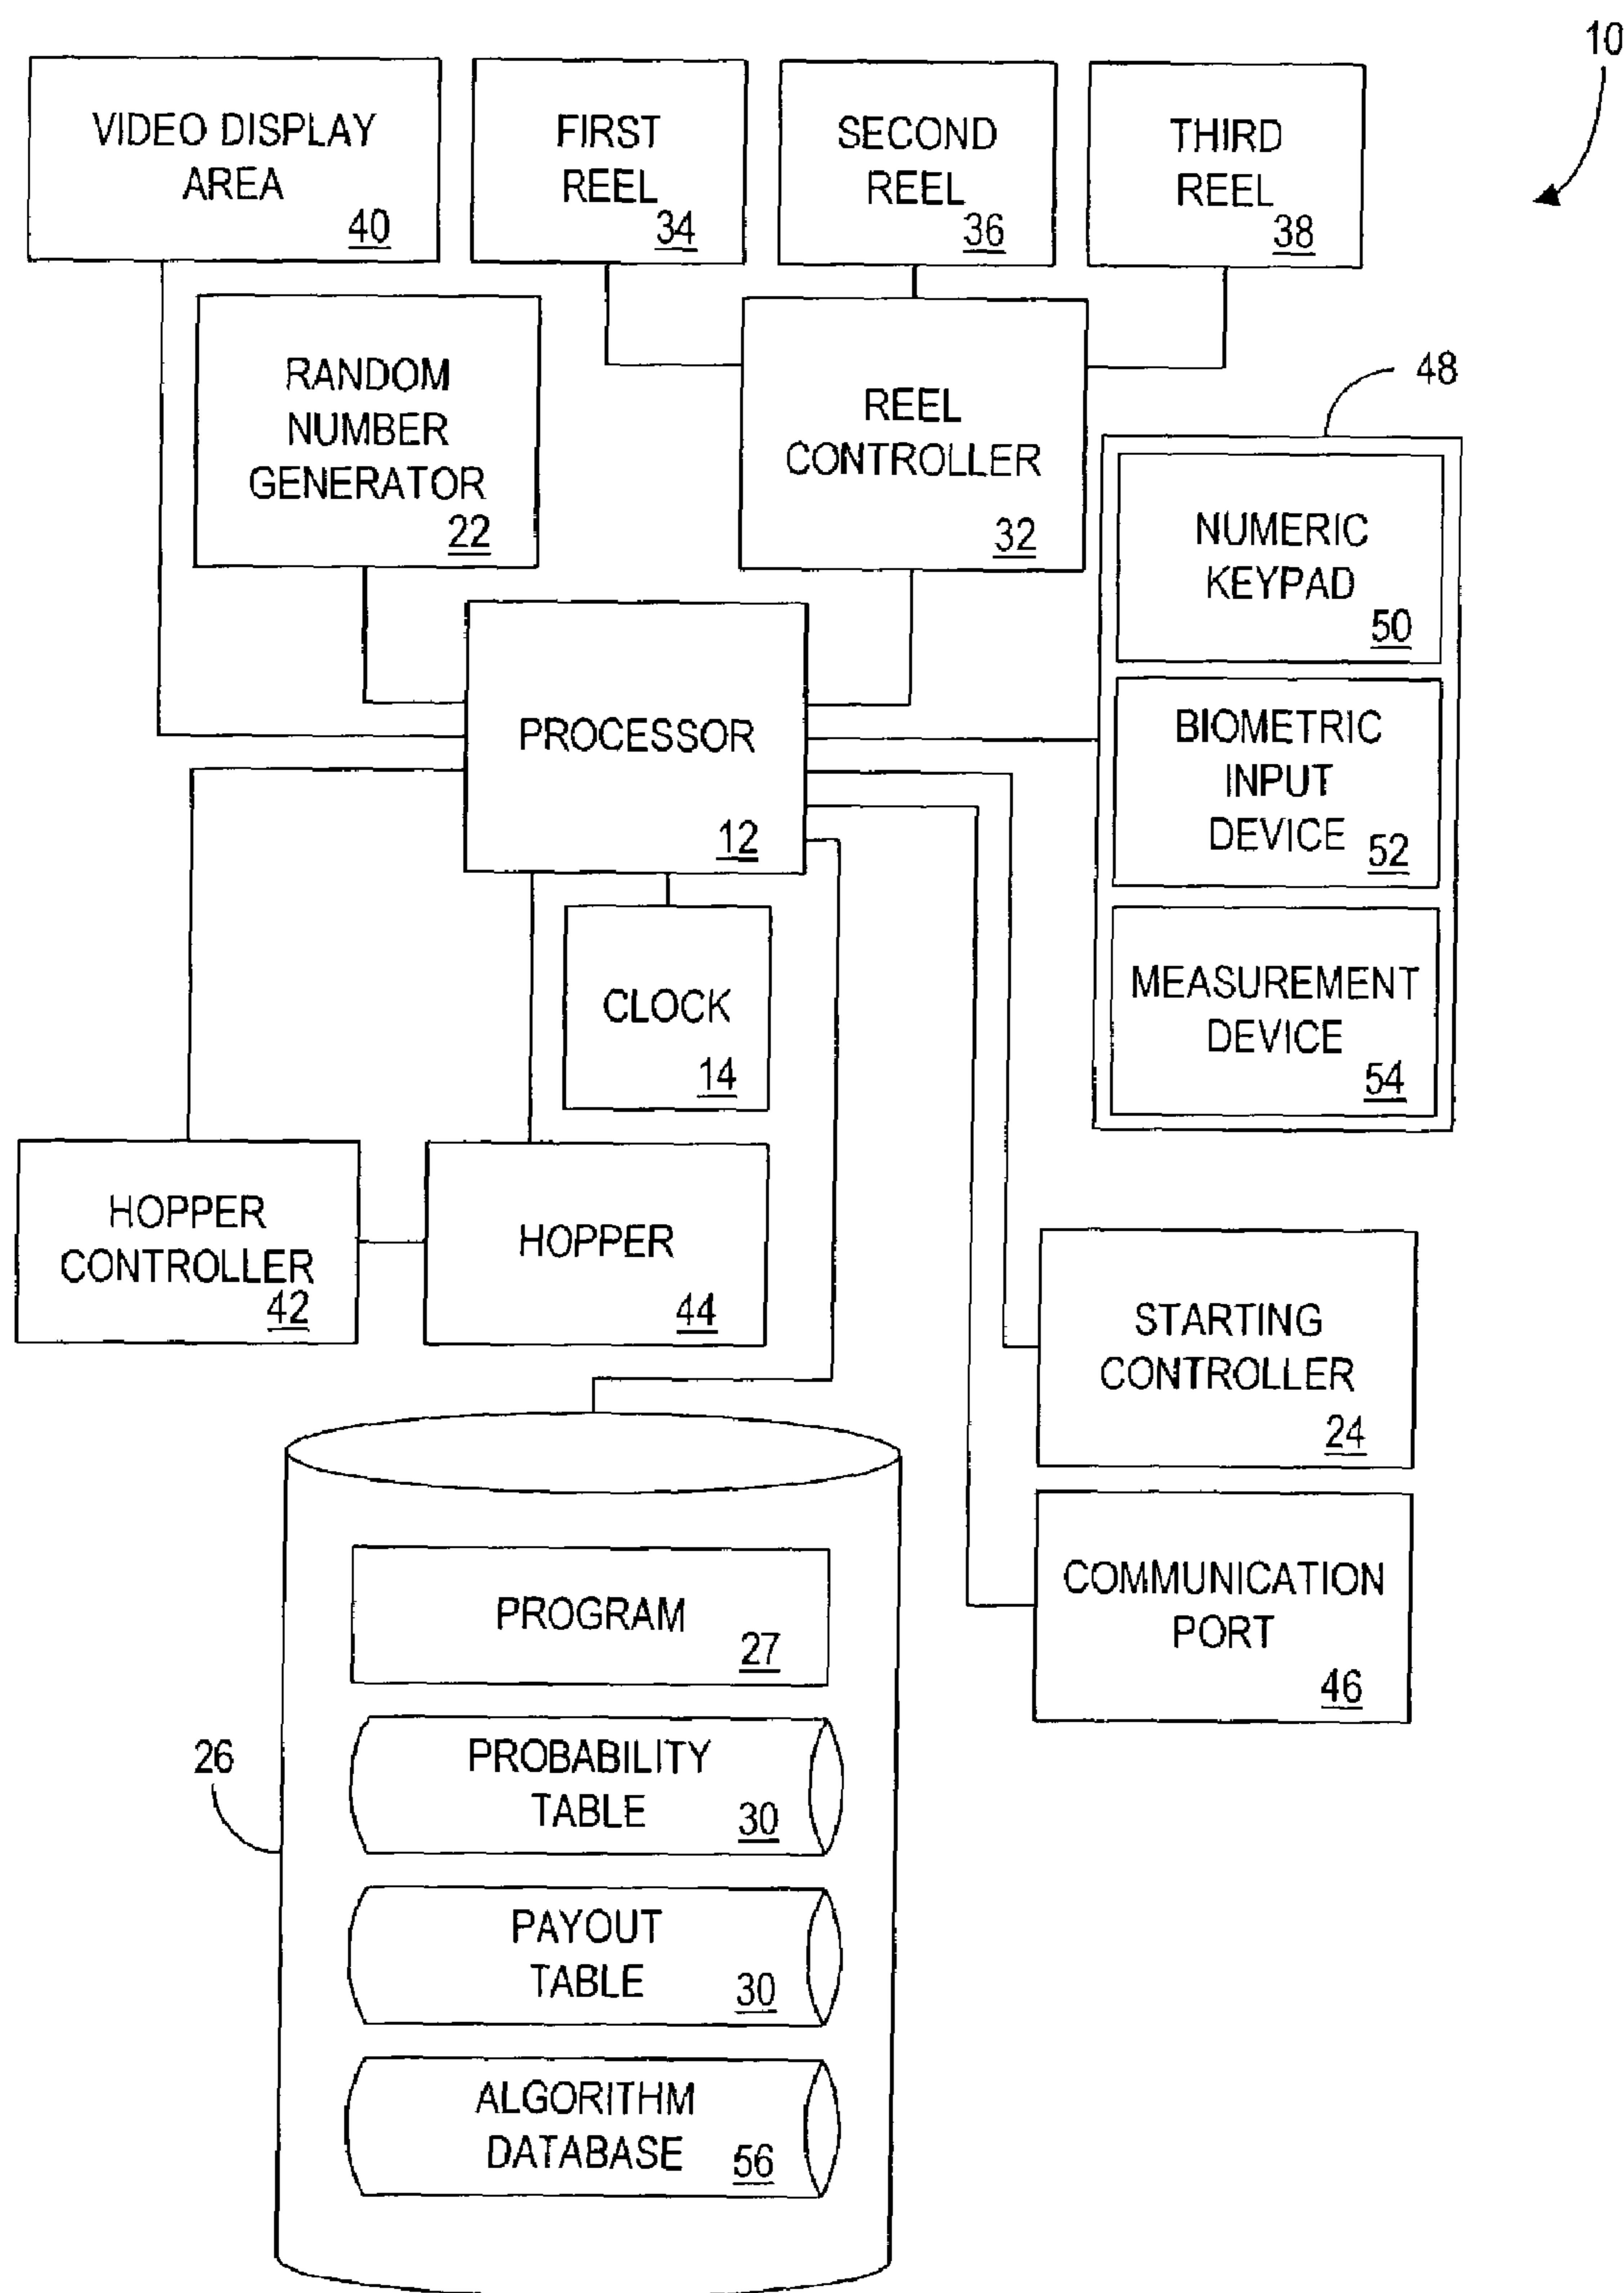 10
VIDEO DISPLAY
AREA
40
FIRST
REEL
34
SECOND
REEL
36
THIRD
REEL
38
RANDOM
NUMBER
GENERATOR
22
REEL
CONTROLLER
32
48
NUMERIC
KEYPAD
50
BIOMETRIC
INPUT
DEVICE
52
MEASUREMENT
DEVICE
54
PROCESSOR
12
CLOCK
14
HOPPER
CONTROLLER
42
HOPPER
44
STARTING
CONTROLLER
24
COMMUNICATION
PORT
46
26
PROGRAM
27
PROBABILITY
TABLE
30
PAYOUT
TABLE
30
ALGORITHM
DATABASE
56